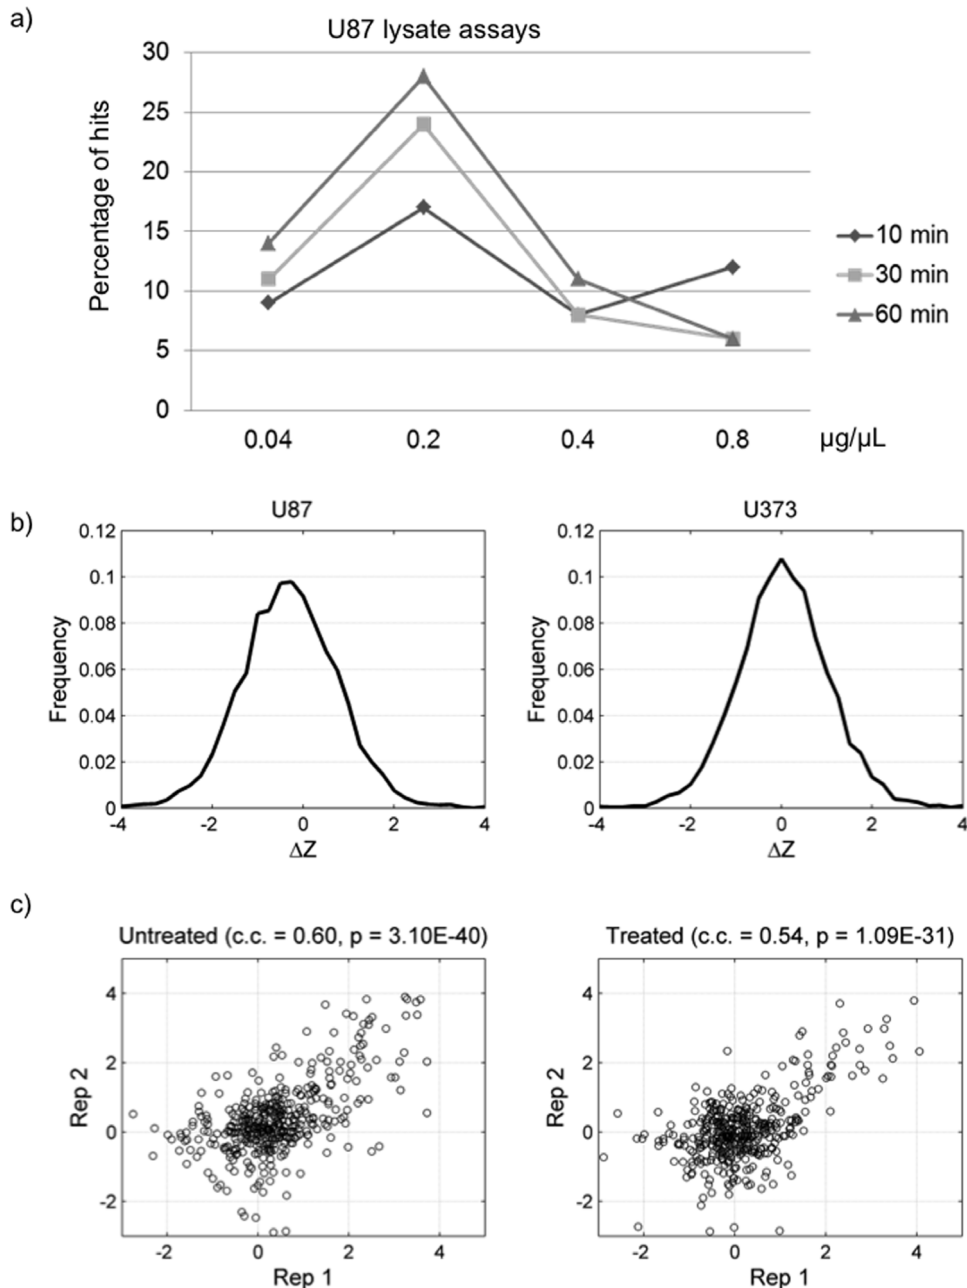 a)
U87 lysate assays
Percentage of hits
30
25
20
15
10
5
0
0.04 0.2 0.4 0.8 µg/µL
10 min
30 min
60 min
b)
U87
Frequency
0.12
0.1
0.08
0.06
0.04
0.02
0
-4 -2 0 2 4
ΔZ
U373
Frequency
0.12
0.1
0.08
0.06
0.04
0.02
0
-4 -2 0 2 4
ΔZ
c)
Untreated (c.c. = 0.60, p = 3.10E-40)
Rep 2
4
2
0
-2
-2 0 2 4
Rep 1
Treated (c.c. = 0.54, p = 1.09E-31)
Rep 2
4
2
0
-2
-2 0 2 4
Rep 1